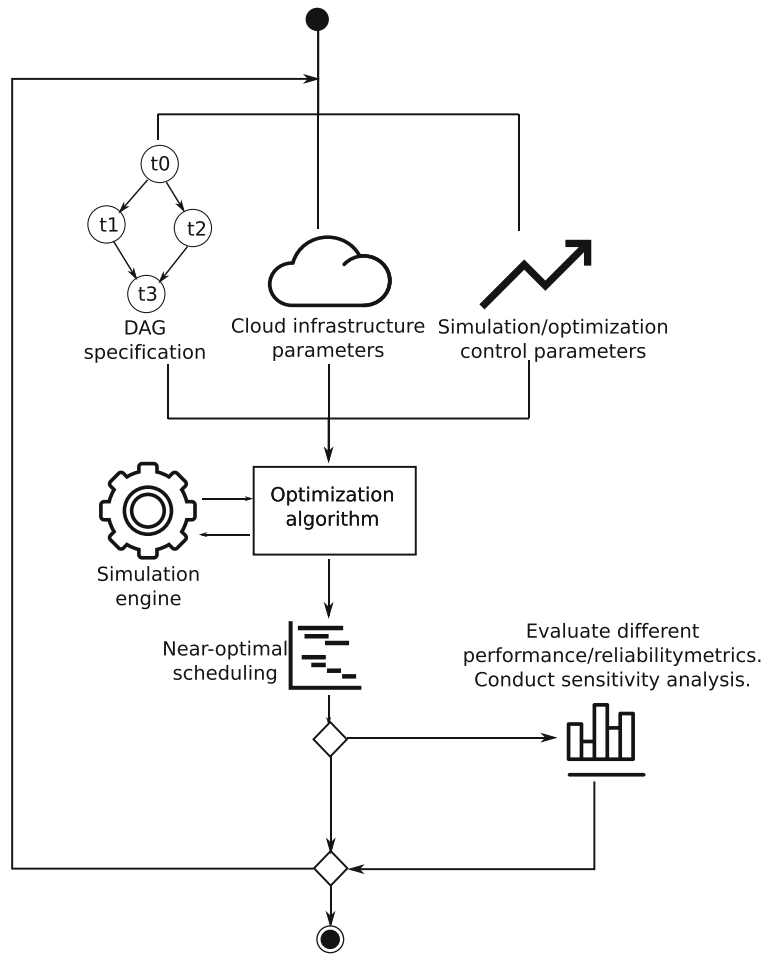 t0
t1
t2
t3
DAG
specification
Cloud infrastructure
parameters
Simulation/optimization
control parameters
Optimization
algorithm
Simulation
engine
Near-optimal
scheduling
Evaluate different
performance/reliabilitymetrics.
Conduct sensitivity analysis.